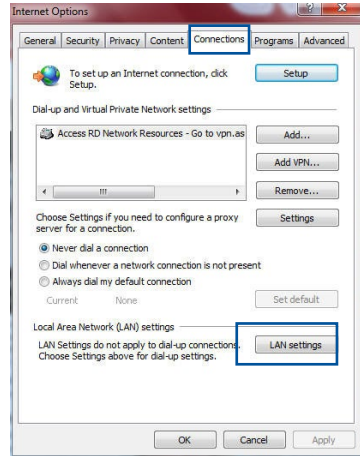 Internet Options
General Security Privacy Content Connections Programs Advanced
To set up an Internet connection, click
Setup.
Setup
Dial-up and Virtual Private Network settings
Access RD Network Resources - Go to vpn.as
Add...
Add VPN...
Remove...
Choose Settings if you need to configure a proxy
server for a connection.
Settings
Never dial a connection
Dial whenever a network connection is not present
Always dial my default connection
Current None
Set default
Local Area Network (LAN) settings
LAN Settings do not apply to dial-up connections.
Choose Settings above for dial-up settings.
LAN settings
OK Cancel Apply